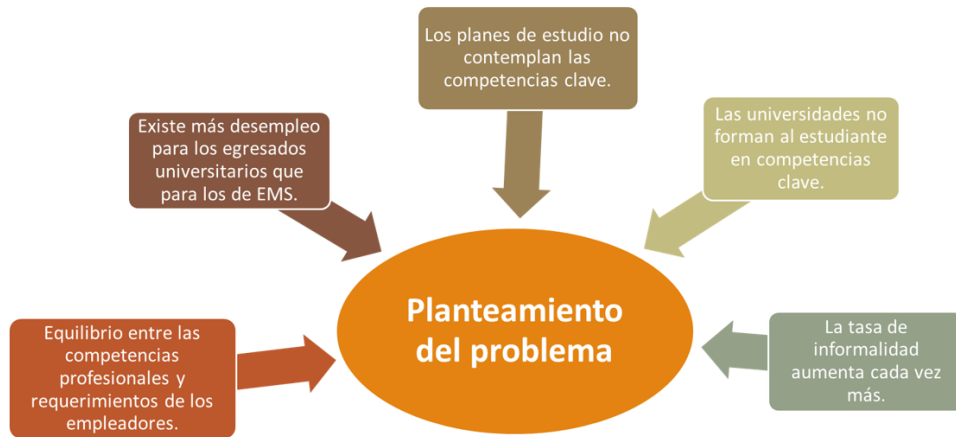 Los planes de estudio no
contemplan las
competencias clave.
Existe más desempleo
para los egresados
universitarios que
para los de EMS.
Las universidades no
forman al estudiante
en competencias
clave.
Planteamiento
del problema
Equilibrio entre las
competencias
profesionales y
requerimientos de los
empleadores.
La tasa de
informalidad
aumenta cada vez
más.